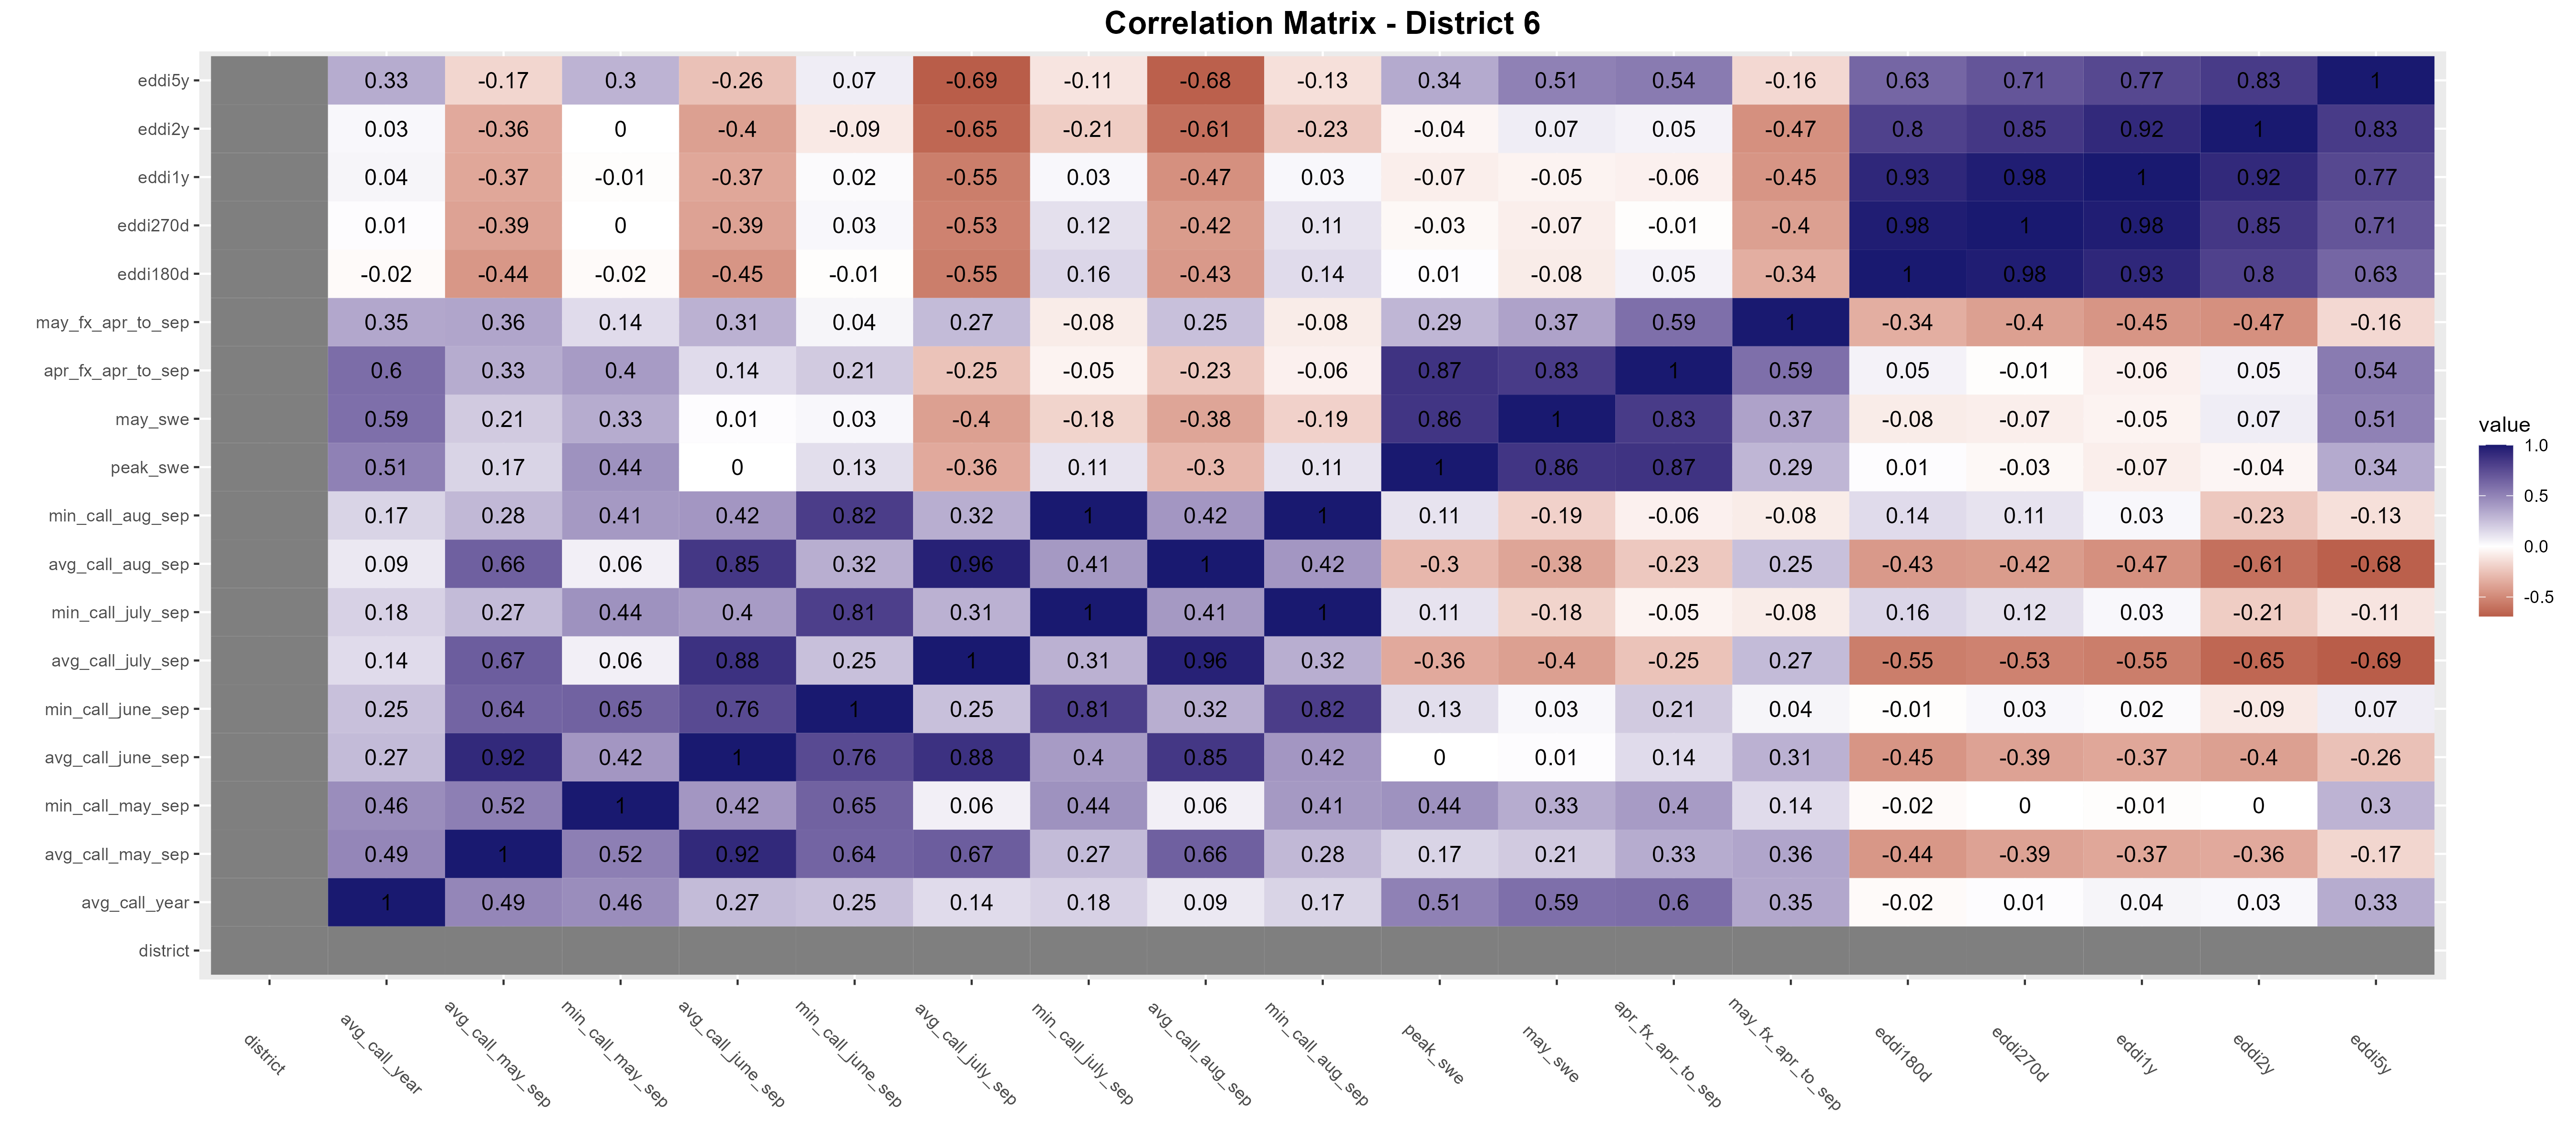 Correlation Matrix - District 6
eddi5y 0.33 -0.17 0.3 -0.26 0.07 -0.69 -0.11 -0.68 -0.13 0.34 0.51 0.54 -0.16 0.63 0.71 0.77 0.83 1
eddi2y 0.03 -0.36 0 -0.4 -0.09 -0.65 -0.21 -0.61 -0.23 -0.04 0.07 0.05 -0.47 0.8 0.85 0.92 1 0.83
eddi1y 0.04 -0.37 -0.01 -0.37 0.02 -0.55 0.03 -0.47 0.03 -0.07 -0.05 -0.06 -0.45 0.93 0.98 1 0.92 0.77
eddi270d 0.01 -0.39 0 -0.39 0.03 -0.53 0.12 -0.42 0.11 -0.03 -0.07 -0.01 -0.4 0.98 1 0.98 0.85 0.71
eddi180d -0.02 -0.44 -0.02 -0.45 -0.01 -0.55 0.16 -0.43 0.14 0.01 -0.08 0.05 -0.34 1 0.98 0.93 0.8 0.63
may_fx_apr_to_sep 0.35 0.36 0.14 0.31 0.04 0.27 -0.08 0.25 -0.08 0.29 0.37 0.59 1 -0.34 -0.4 -0.45 -0.47 -0.16
apr_fx_apr_to_sep 0.6 0.33 0.4 0.14 0.21 -0.25 -0.05 -0.23 -0.06 0.87 0.83 1 0.59 0.05 -0.01 -0.06 0.05 0.54
may_swe 0.59 0.21 0.33 0.01 0.03 -0.4 -0.18 -0.38 -0.19 0.86 1 0.83 0.37 -0.08 -0.07 -0.05 0.07 0.51
peak_swe 0.51 0.17 0.44 0 0.13 -0.36 0.11 -0.3 0.11 1 0.86 0.87 0.29 0.01 -0.03 -0.07 -0.04 0.34
min_call_aug_sep 0.17 0.28 0.41 0.42 0.82 0.32 1 0.42 1 0.11 -0.19 -0.06 -0.08 0.14 0.11 0.03 -0.23 -0.13
avg_call_aug_sep 0.09 0.66 0.06 0.85 0.32 0.96 0.41 1 0.42 -0.3 -0.38 -0.23 0.25 -0.43 -0.42 -0.47 -0.61 -0.68
min_call_july_sep 0.18 0.27 0.44 0.4 0.81 0.31 1 0.41 1 0.11 -0.18 -0.05 -0.08 0.16 0.12 0.03 -0.21 -0.11
avg_call_july_sep 0.14 0.67 0.06 0.88 0.25 1 0.31 0.96 0.32 -0.36 -0.4 -0.25 0.27 -0.55 -0.53 -0.55 -0.65 -0.69
min_call_june_sep 0.25 0.64 0.65 0.76 1 0.25 0.81 0.32 0.82 0.13 0.03 0.21 0.04 -0.01 0.03 0.02 -0.09 0.07
avg_call_june_sep 0.27 0.92 0.42 1 0.76 0.88 0.4 0.85 0.42 0 0.01 0.14 0.31 -0.45 -0.39 -0.37 -0.4 -0.26
min_call_may_sep 0.46 0.52 1 0.42 0.65 0.06 0.44 0.06 0.41 0.44 0.33 0.4 0.14 -0.02 0 -0.01 0 0.3
avg_call_may_sep 0.49 1 0.52 0.92 0.64 0.67 0.27 0.66 0.28 0.17 0.21 0.33 0.36 -0.44 -0.39 -0.37 -0.36 -0.17
avg_call_year 1 0.49 0.46 0.27 0.25 0.14 0.18 0.09 0.17 0.51 0.59 0.6 0.35 -0.02 0.01 0.04 0.03 0.33
district
district avg_call_year avg_call_may_sep min_call_may_sep avg_call_june_sep min_call_june_sep avg_call_july_sep min_call_july_sep avg_call_aug_sep min_call_aug_sep peak_swe may_swe apr_fx_apr_to_sep may_fx_apr_to_sep eddi180d eddi270d eddi1y eddi2y eddi5y
value
1.0
0.5
0.0
-0.5